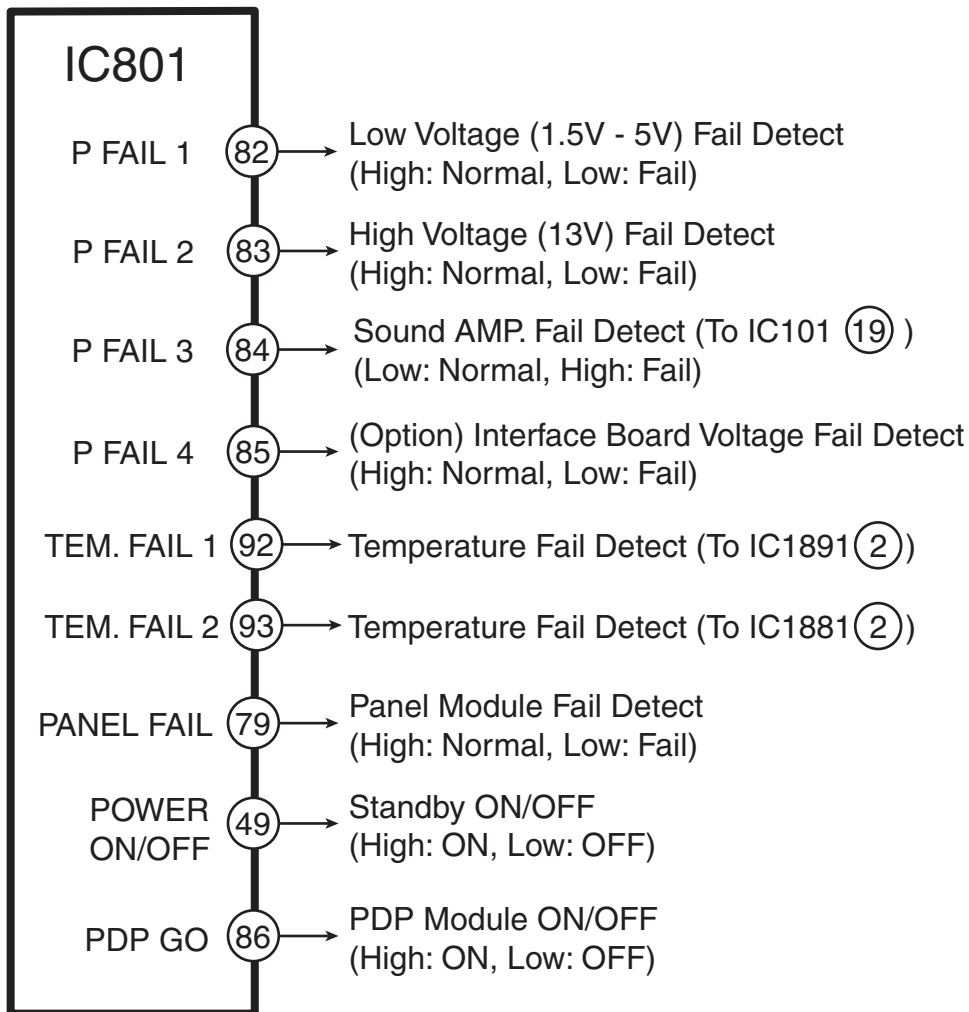 IC801
P FAIL 1 82 Low Voltage (1.5V - 5V) Fail Detect
(High: Normal, Low: Fail)
P FAIL 2 83 High Voltage (13V) Fail Detect
(High: Normal, Low: Fail)
P FAIL 3 84 Sound AMP. Fail Detect (To IC101 19 )
(Low: Normal, High: Fail)
P FAIL 4 85 (Option) Interface Board Voltage Fail Detect
(High: Normal, Low: Fail)
TEM. FAIL 1 92 Temperature Fail Detect (To IC1891 2 )
TEM. FAIL 2 93 Temperature Fail Detect (To IC1881 2 )
PANEL FAIL 79 Panel Module Fail Detect
(High: Normal, Low: Fail)
POWER
ON/OFF 49 Standby ON/OFF
(High: ON, Low: OFF)
PDP GO 86 PDP Module ON/OFF
(High: ON, Low: OFF)